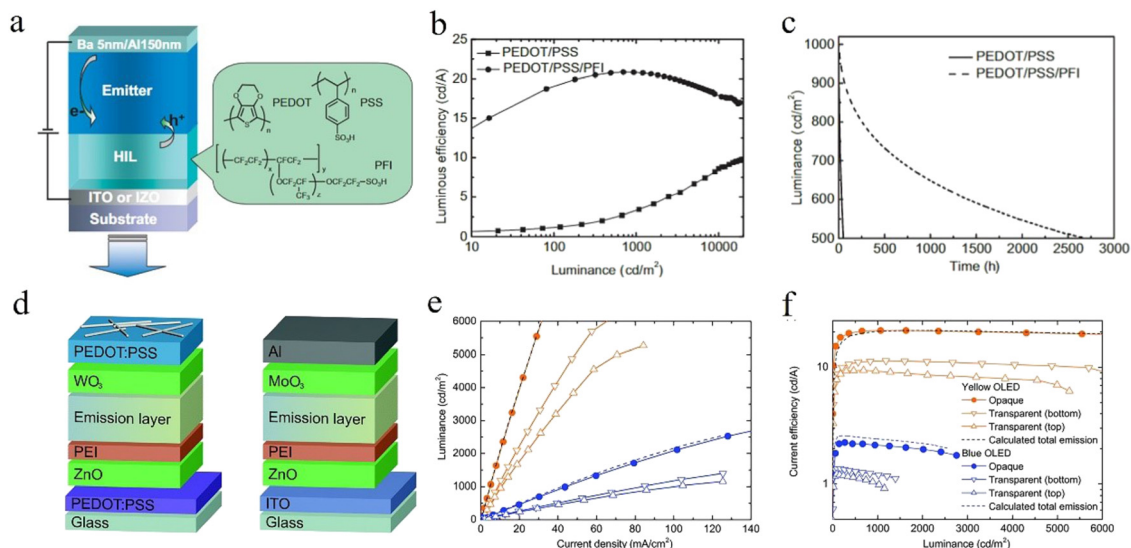 a
Ba 5nm/Al150nm
Emitter
e-
h⁺
HIL
ITO or IZO
Substrate
PEDOT
PSS
n
n
SO₃H
PFI
CF₂CF₂
x
CFCF₂
y
OCF₂CF
z
OCF₂CF₂-SO₃H
CF₃
b
Luminous efficiency (cd/A)
25
20
15
10
5
0
PEDOT/PSS
PEDOT/PSS/PFI
10
100
1000
10000
Luminance (cd/m²)
c
Luminance (cd/m²)
1000
900
800
700
600
500
PEDOT/PSS
PEDOT/PSS/PFI
0
500
1000
1500
2000
2500
3000
Time (h)
d
PEDOT:PSS
WO₃
Emission layer
PEI
ZnO
PEDOT:PSS
Glass
Al
MoO₃
Emission layer
PEI
ZnO
ITO
Glass
e
Luminance (cd/m²)
6000
5000
4000
3000
2000
1000
0
0
20
40
60
80
100
120
140
Current density (mA/cm²)
f
Current efficiency (cd/A)
10
1
Yellow OLED
Opaque
Transparent (bottom)
Transparent (top)
Calculated total emission
Blue OLED
Opaque
Transparent (bottom)
Transparent (top)
Calculated total emission
0
1000
2000
3000
4000
5000
6000
Luminance (cd/m²)